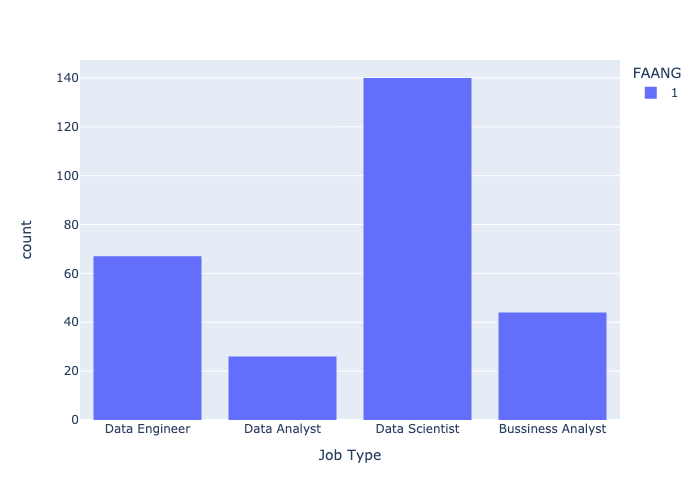 FAANG
1
140
120
100
80
60
40
20
0
count
Data Engineer
Data Analyst
Data Scientist
Bussiness Analyst
Job Type